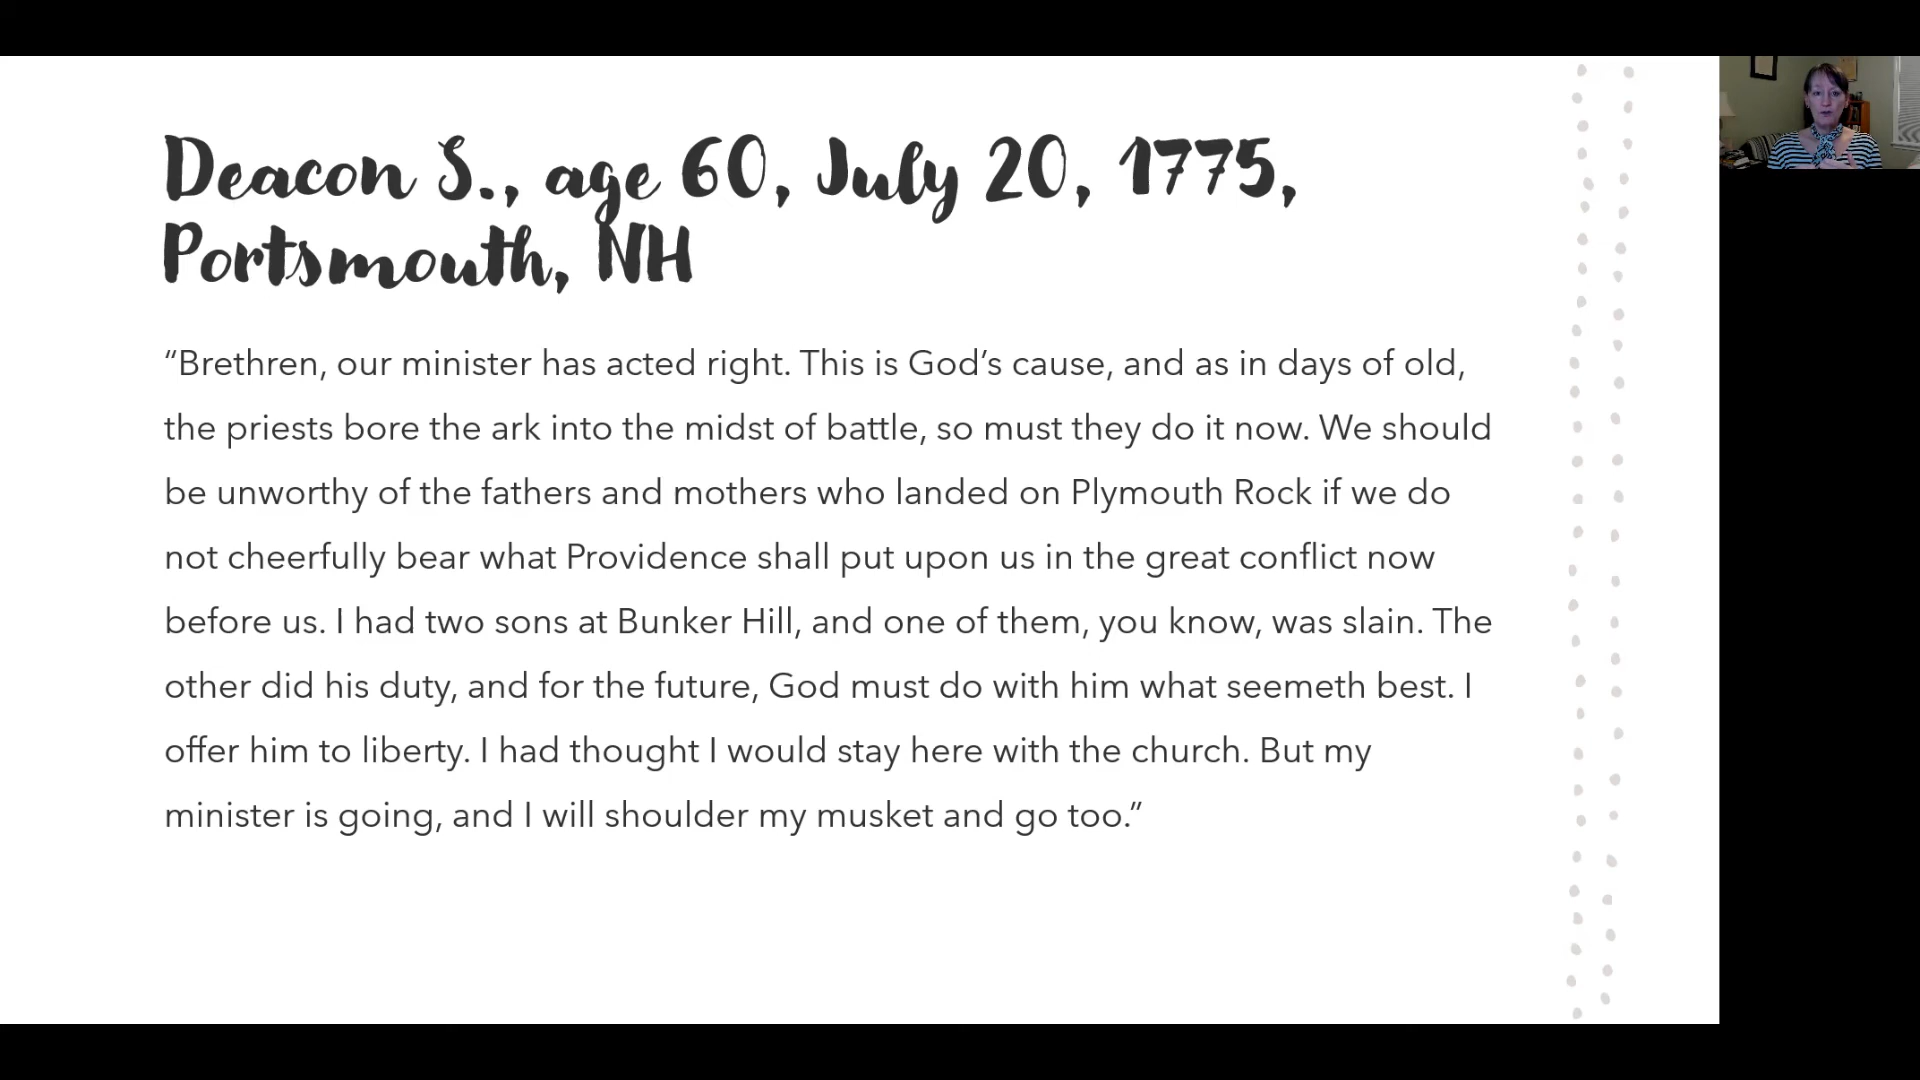 Deacon S., age 60, July 20, 1775,
Portsmouth, NH
“Brethren, our minister has acted right. This is God’s cause, and as in days of old,
the priests bore the ark into the midst of battle, so must they do it now. We should
be unworthy of the fathers and mothers who landed on Plymouth Rock if we do
not cheerfully bear what Providence shall put upon us in the great conflict now
before us. I had two sons at Bunker Hill, and one of them, you know, was slain. The
other did his duty, and for the future, God must do with him what seemeth best. I
offer him to liberty. I had thought I would stay here with the church. But my
minister is going, and I will shoulder my musket and go too.”